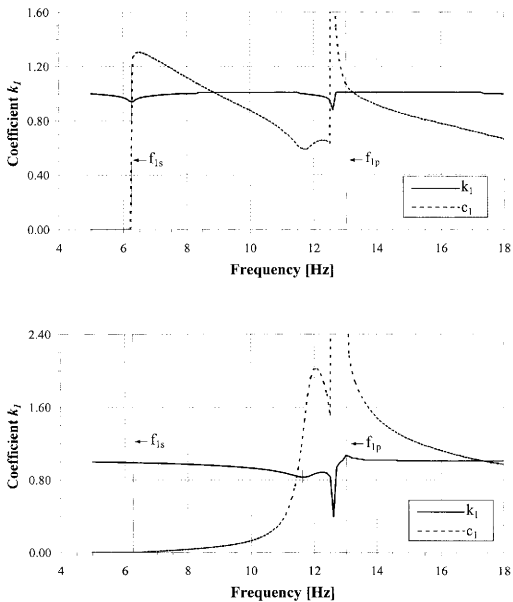 1.60
1.20
0.80
0.40
0.00
Coefficient k1
f1s
f1p
k1
c1
4 6 8 10 12 14 16 18
Frequency [Hz]
2.40
1.60
0.80
0.00
Coefficient k1
f1s
f1p
k1
c1
4 6 8 10 12 14 16 18
Frequency [Hz]